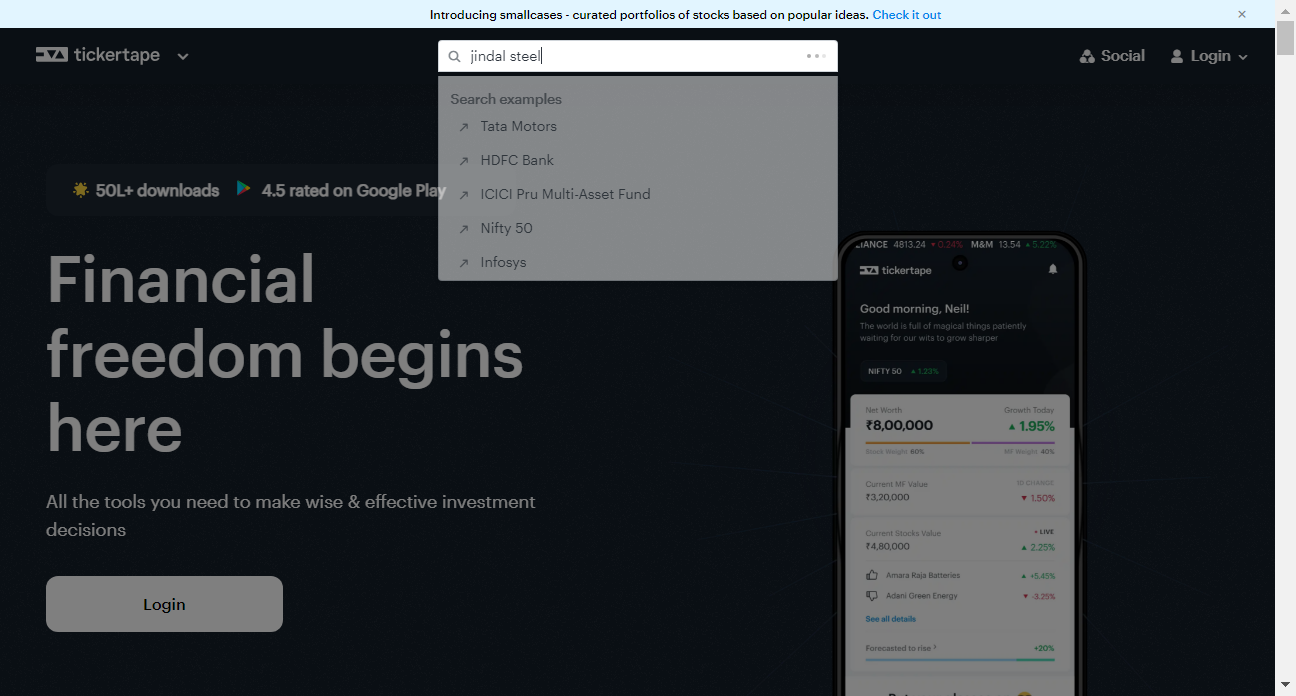 Introducing smallcases - curated portfolios of stocks based on popular ideas. Check it out
tickertape
jindal steel
Social
Login
Search examples
Tata Motors
HDFC Bank
ICICI Pru Multi-Asset Fund
Nifty 50
Infosys
50L+ downloads
4.5 rated on Google Play
Financial
freedom begins
here
All the tools you need to make wise & effective investment
decisions
Login
LIANCE 4813.24 ▾ 0.24% M&M 13.54 ▴ 5.22%
tickertape
Good morning, Neil!
The world is full of magical things patiently
waiting for our wits to grow sharper
NIFTY 50 ▴ 1.23%
Net Worth Growth Today
₹8,00,000 ▲ 1.95%
Stock Weight 60% MF Weight 40%
Current MF Value 1D CHANGE
₹3,20,000 ▼ 1.50%
Current Stocks Value • LIVE
₹4,80,000 ▲ 2.25%
Amara Raja Batteries ▲ +5.45%
Adani Green Energy ▼ -3.25%
See all details
Forecasted to rise +20%